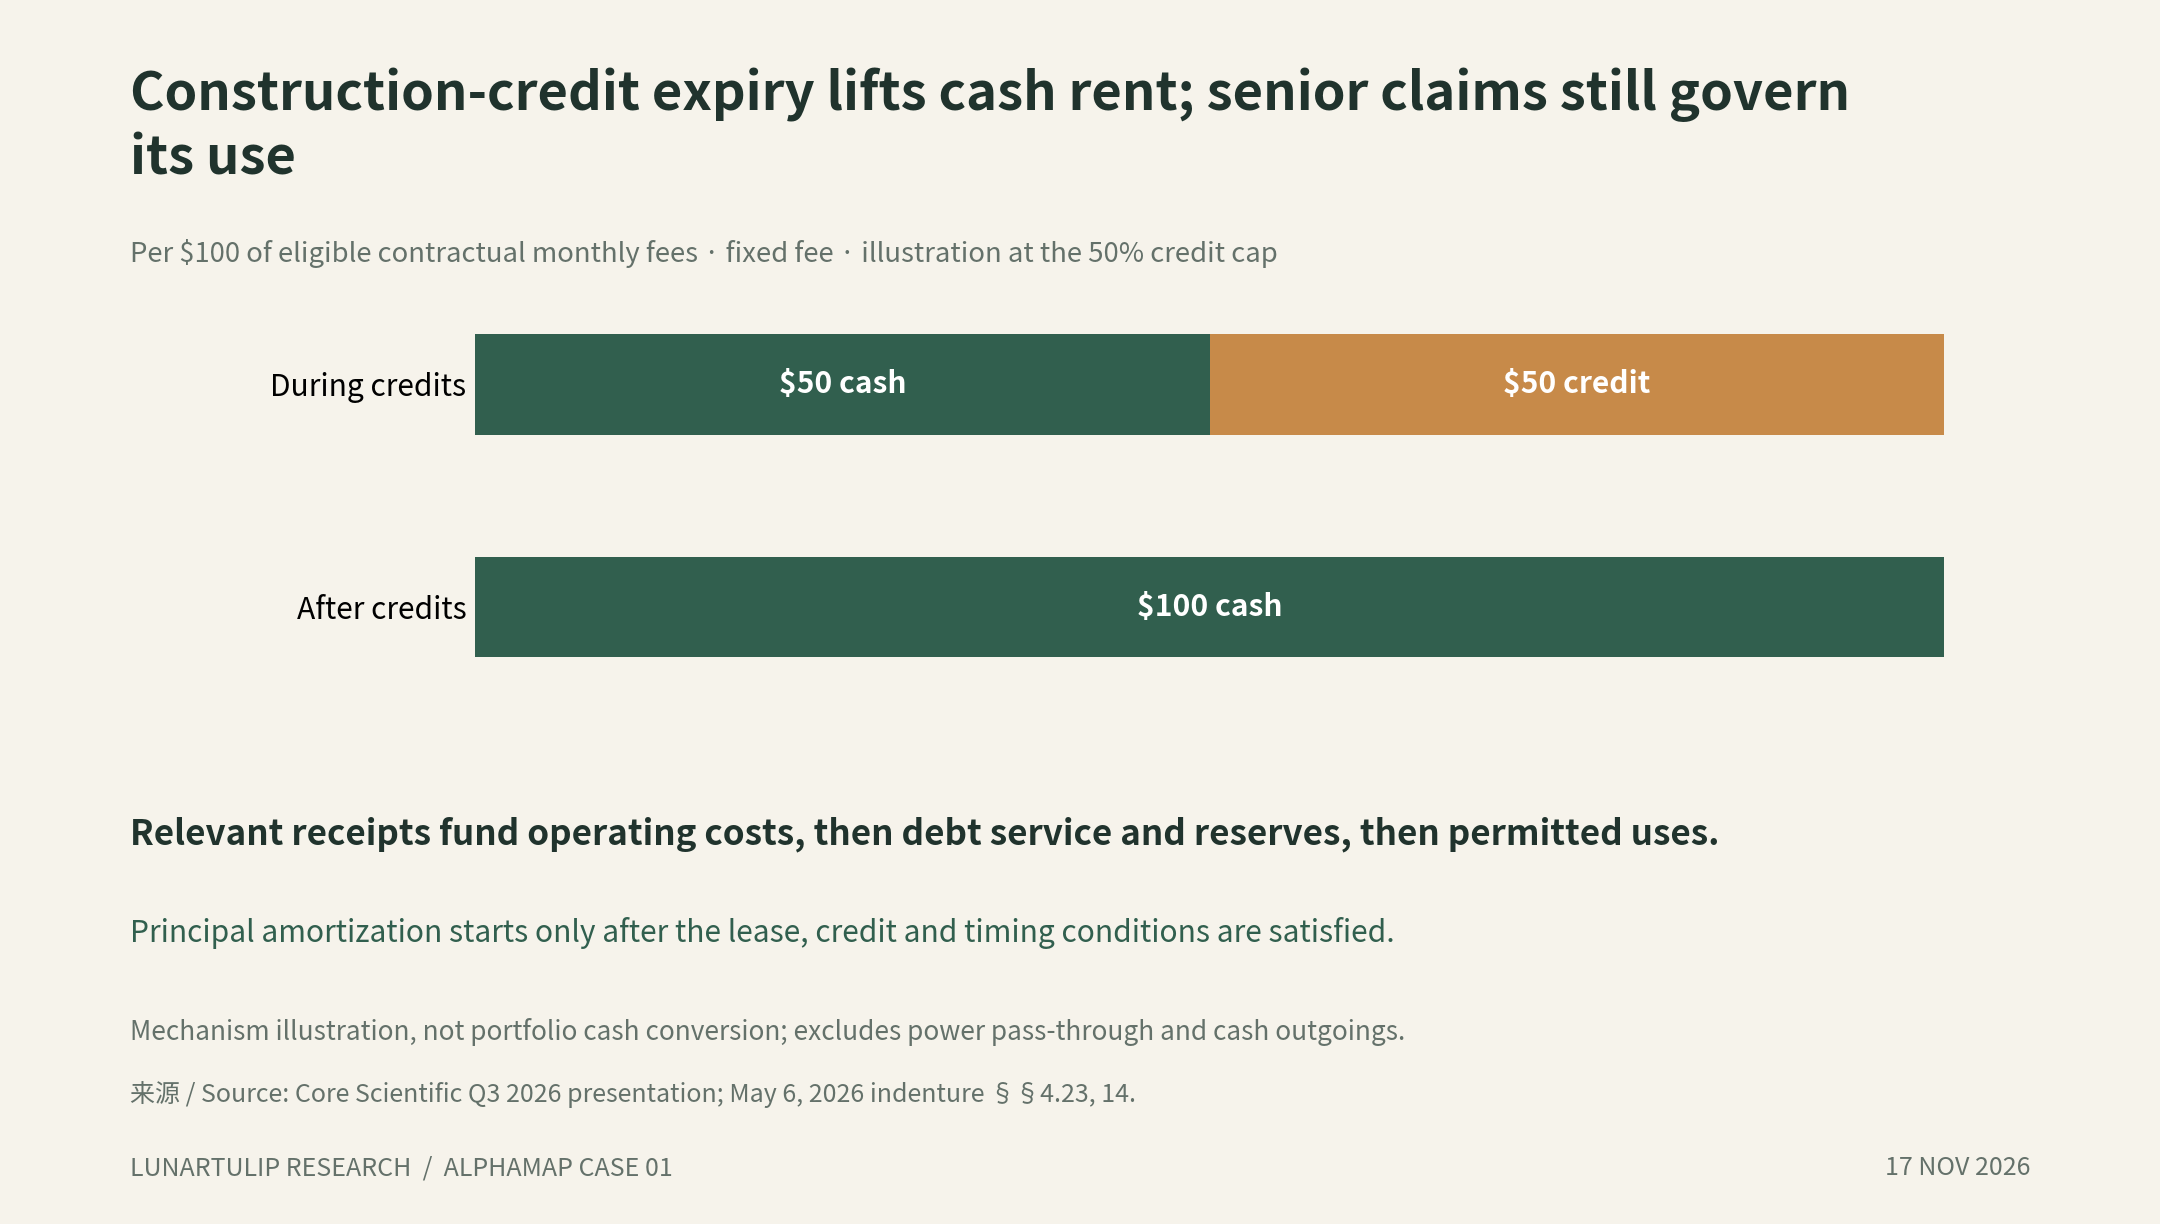 Construction-credit expiry lifts cash rent; senior claims still govern
its use
Per $100 of eligible contractual monthly fees · fixed fee · illustration at the 50% credit cap
During credits
$50 cash
$50 credit
After credits
$100 cash
Relevant receipts fund operating costs, then debt service and reserves, then permitted uses.
Principal amortization starts only after the lease, credit and timing conditions are satisfied.
Mechanism illustration, not portfolio cash conversion; excludes power pass-through and cash outgoings.
来源 / Source: Core Scientific Q3 2026 presentation; May 6, 2026 indenture §§4.23, 14.
LUNARTULIP RESEARCH / ALPHAMAP CASE 01
17 NOV 2026